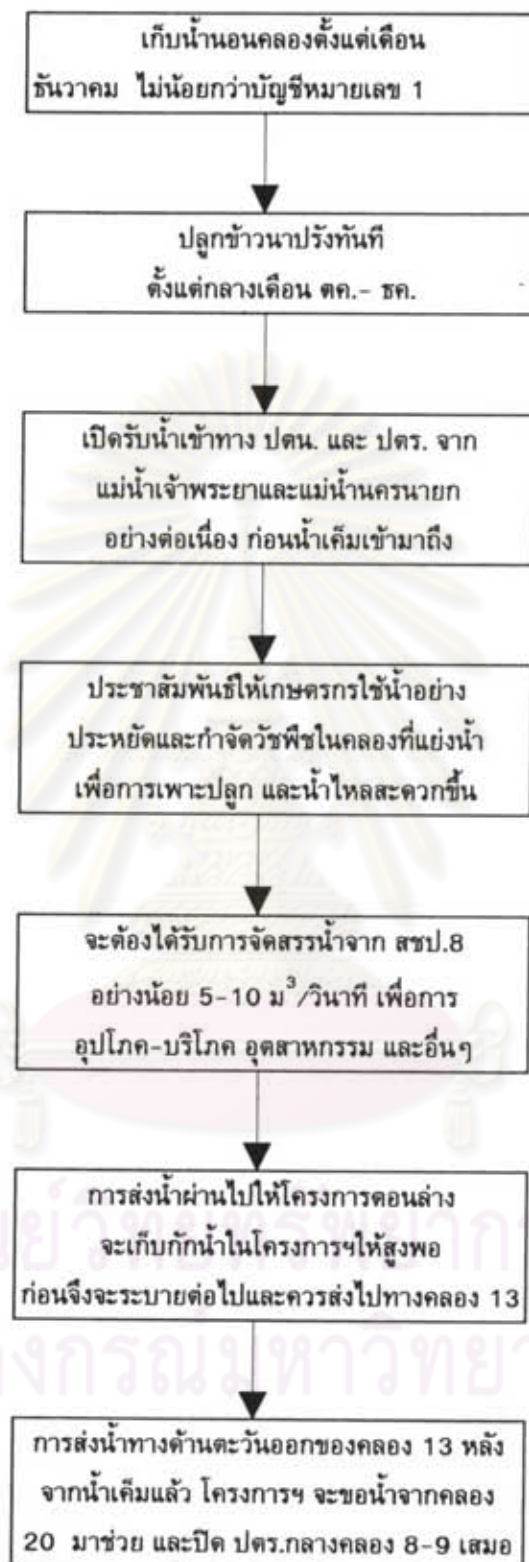 เก็บน้ำนอนคลองตั้งแต่เดือน
ธันวาคม ไม่น้อยกว่าบัญชีหมายเลข 1
ปลูกข้าวนาปรังทันที
ตั้งแต่กลางเดือน ตค.- ธค.
เปิดรับน้ำเข้าทาง ปตน. และ ปตร. จาก
แม่น้ำเจ้าพระยาและแม่น้ำนครนายก
อย่างต่อเนื่อง ก่อนน้ำเค็มเข้ามาถึง
ประชาสัมพันธ์ให้เกษตรกรใช้น้ำอย่าง
ประหยัดและกำจัดวัชพืชในคลองที่แย่งน้ำ
เพื่อการเพาะปลูก และน้ำไหลสะดวกขึ้น
จะต้องได้รับการจัดสรรน้ำจาก สชป.8
อย่างน้อย 5-10 ม³/วินาที เพื่อการ
อุปโภค-บริโภค อุตสาหกรรม และอื่นๆ
การส่งน้ำผ่านไปให้โครงการตอนล่าง
จะเก็บกักน้ำในโครงการฯให้สูงพอ
ก่อนจึงจะระบายต่อไปและควรส่งไปทางคลอง 13
การส่งน้ำทางด้านตะวันออกของคลอง 13 หลัง
จากน้ำเค็มแล้ว โครงการฯ จะขอน้ำจากคลอง
20 มาช่วย และปิด ปตร.กลางคลอง 8-9 เสมอ